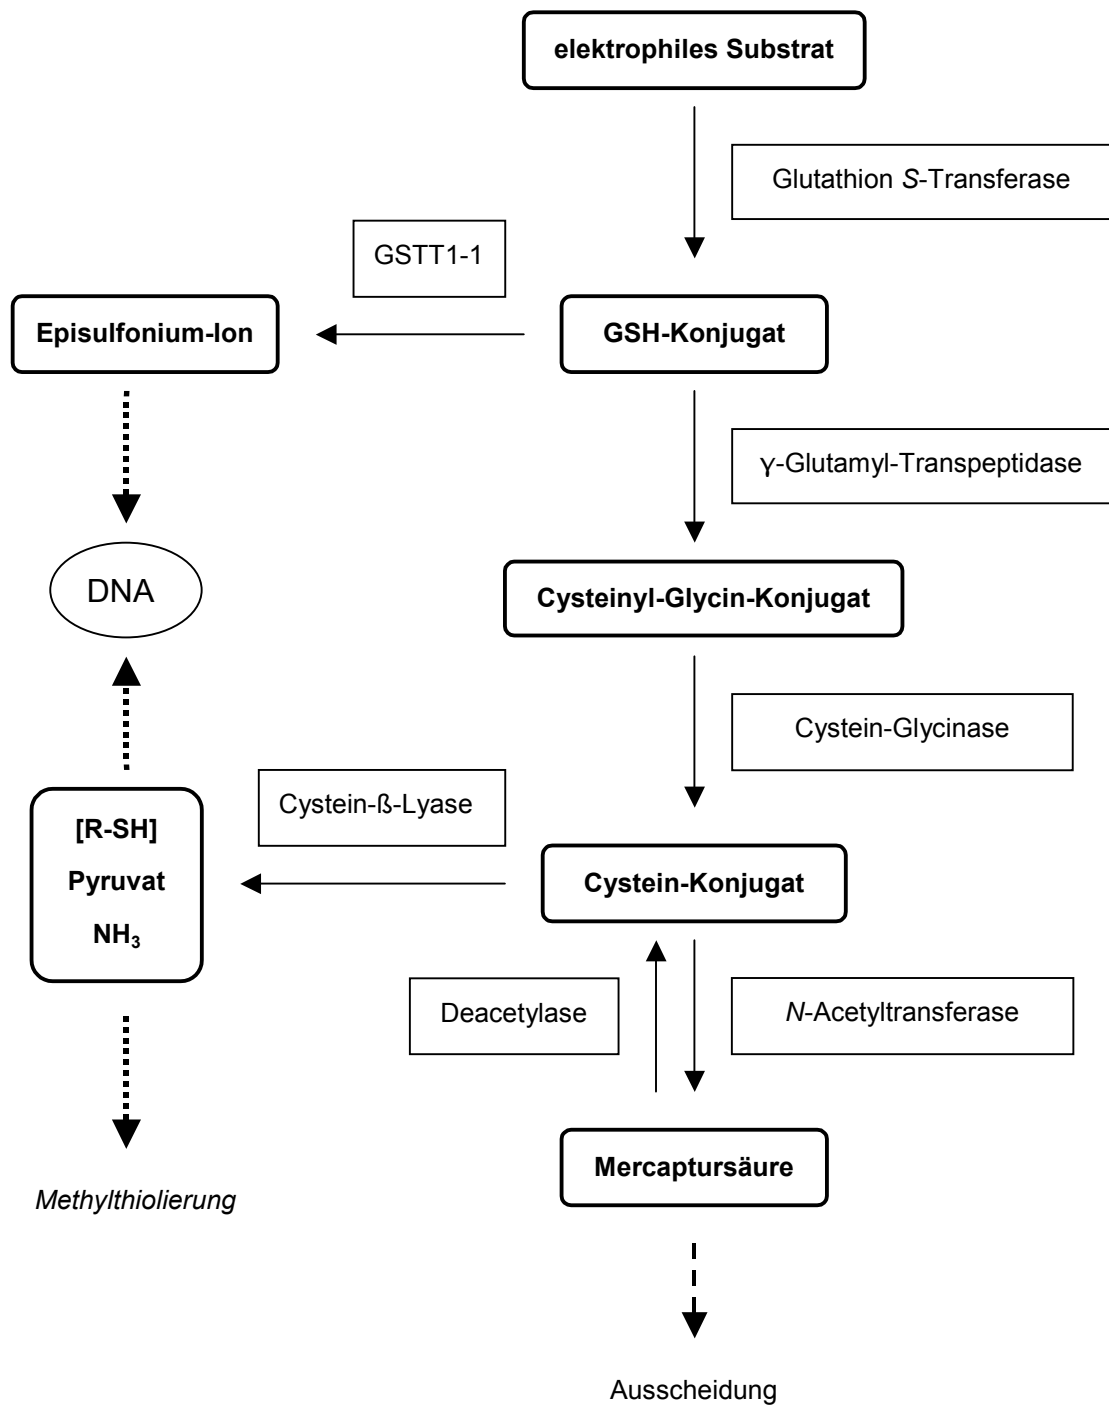 elektrophiles Substrat
Glutathion S-Transferase
GSTT1-1
Episulfonium-Ion
GSH-Konjugat
γ-Glutamyl-Transpeptidase
DNA
Cysteinyl-Glycin-Konjugat
Cystein-Glycinase
Cystein-ß-Lyase
[R-SH]
Pyruvat
NH₃
Cystein-Konjugat
Deacetylase
N-Acetyltransferase
Mercaptursäure
Methylthiolierung
Ausscheidung